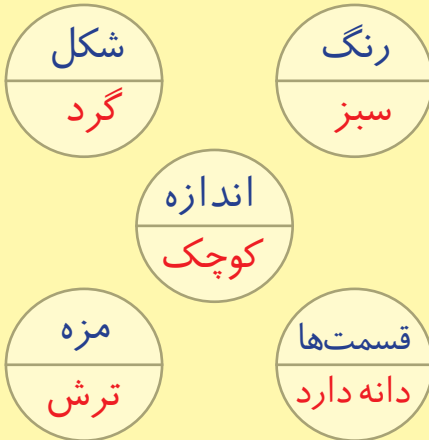 رنگ
سبز
شکل
گرد
اندازه
کوچک
قسمت‌ها
دانه دارد
مزه
ترش